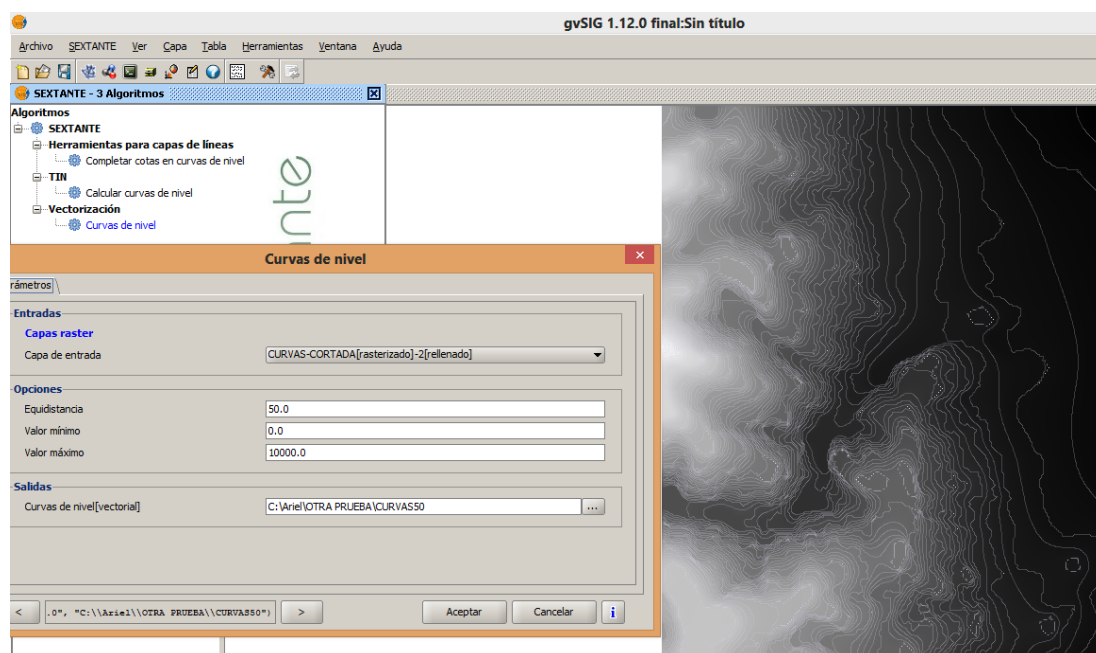 gvSIG 1.12.0 final:Sin título
Archivo SEXTANTE Ver Capa Tabla Herramientas Ventana Ayuda
SEXTANTE - 3 Algoritmos
Algoritmos
SEXTANTE
Herramientas para capas de líneas
Completar cotas en curvas de nivel
TIN
Calcular curvas de nivel
Vectorización
Curvas de nivel
ante
Curvas de nivel
rámetros
Entradas
Capas raster
Capa de entrada CURVAS-CORTADA[rasterizado]-2[rellenado]
Opciones
Equidistancia 50.0
Valor mínimo 0.0
Valor máximo 10000.0
Salidas
Curvas de nivel[vectorial] C:\Ariel\OTRA PRUEBA\CURVAS50 ...
< .0", "C:\\Ariel\\OTRA PRUEBA\\CURVAS50") > Aceptar Cancelar i